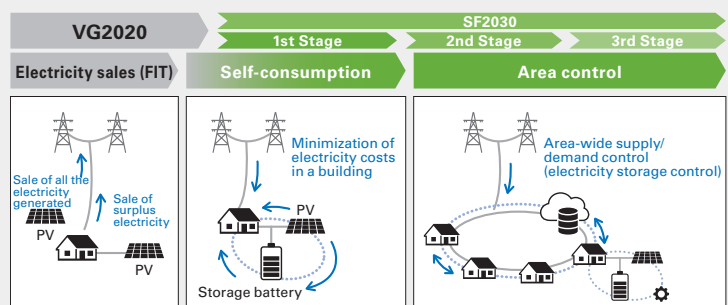 VG2020
SF2030
1st Stage
2nd Stage
3rd Stage
Electricity sales (FIT)
Self-consumption
Area control
Sale of all the
electricity
generated
PV
Sale of
surplus
electricity
PV
Minimization of
electricity costs
in a building
PV
Storage battery
Area-wide supply/
demand control
(electricity storage control)